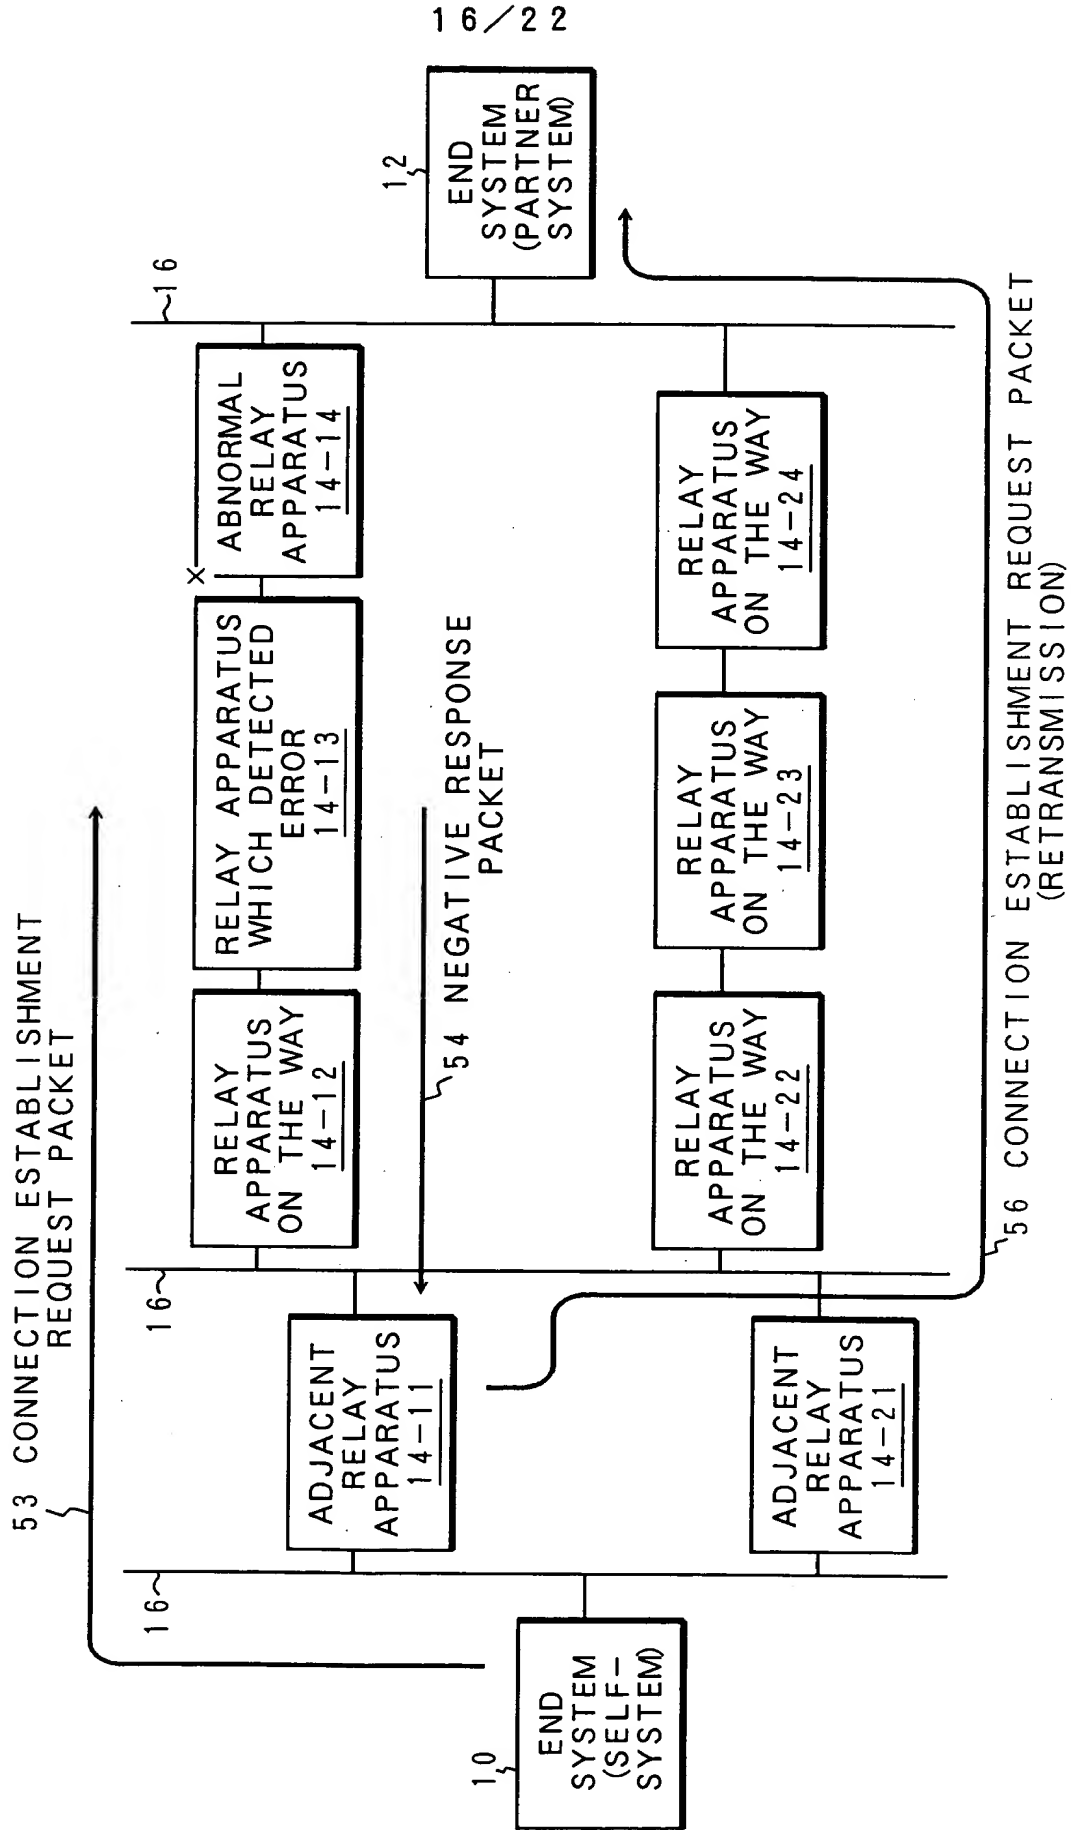 16/22
53 CONNECTION ESTABLISHMENT
REQUEST PACKET
10
END
SYSTEM
(SELF-
SYSTEM)
16
ADJACENT
RELAY
APPARATUS
14-11
ADJACENT
RELAY
APPARATUS
14-21
16
RELAY
APPARATUS
ON THE WAY
14-12
RELAY APPARATUS
WHICH DETECTED
ERROR
14-13
X
ABNORMAL
RELAY
APPARATUS
14-14
16
54 NEGATIVE RESPONSE
PACKET
RELAY
APPARATUS
ON THE WAY
14-22
RELAY
APPARATUS
ON THE WAY
14-23
RELAY
APPARATUS
ON THE WAY
14-24
12
END
SYSTEM
(PARTNER
SYSTEM)
56 CONNECTION ESTABLISHMENT REQUEST PACKET
(RETRANSMISSION)